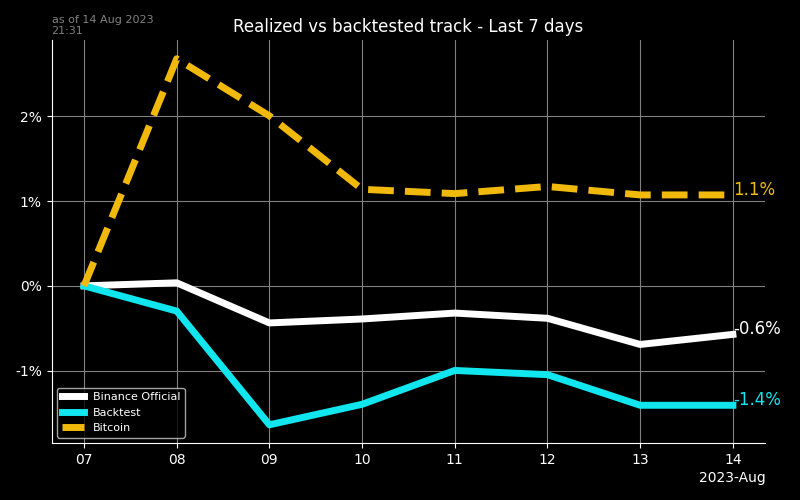 as of 14 Aug 2023
21:31
Realized vs backtested track - Last 7 days
2%
1%
0%
-1%
1.1%
-0.6%
-1.4%
Binance Official
Backtest
Bitcoin
07 08 09 10 11 12 13 14
2023-Aug